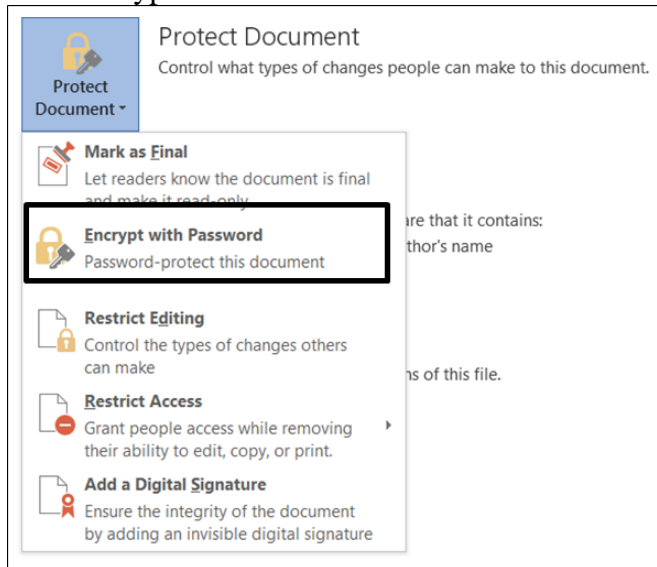 Protect Document
Control what types of changes people can make to this document.
Protect
Document
Mark as Final
Let readers know the document is final
and make it read-only
Encrypt with Password
Password-protect this document
are that it contains:
thor's name
Restrict Editing
Control the types of changes others
can make
ns of this file.
Restrict Access
Grant people access while removing
their ability to edit, copy, or print.
Add a Digital Signature
Ensure the integrity of the document
by adding an invisible digital signature